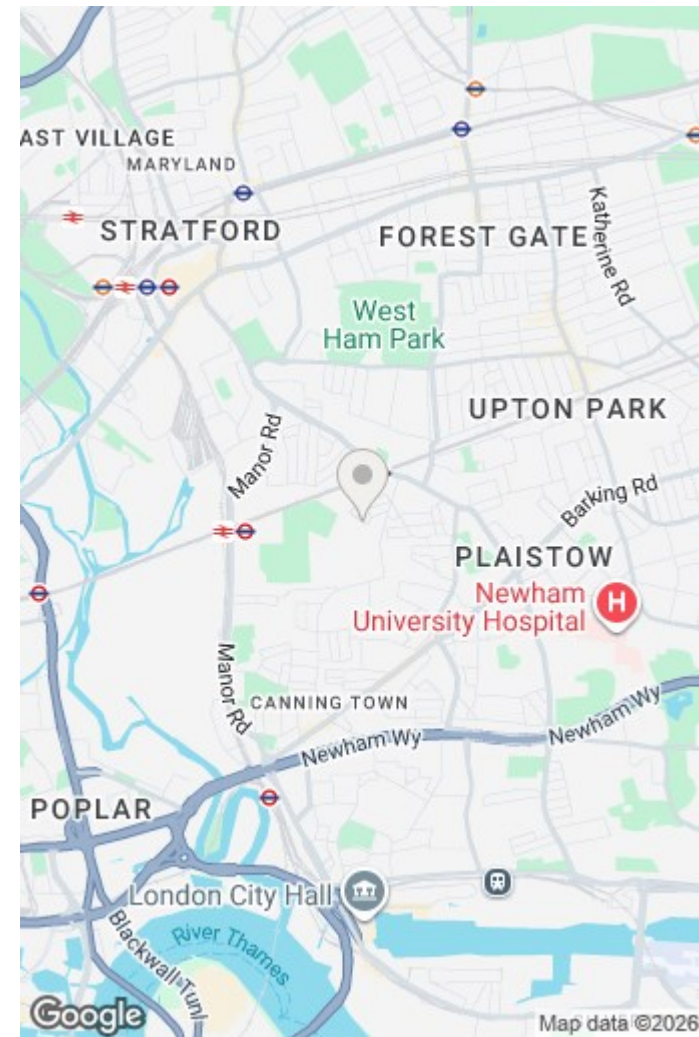 AST VILLAGE
MARYLAND
STRATFORD
FOREST GATE
Katherine Rd
West
Ham Park
UPTON PARK
Manor Rd
Barking Rd
PLAISTOW
Newham
University Hospital
H
Manor Rd
CANNING TOWN
Newham Wy
Newham Wy
POPLAR
London City Hall
River Thames
Blackwall Tunl
Google
Map data ©2026